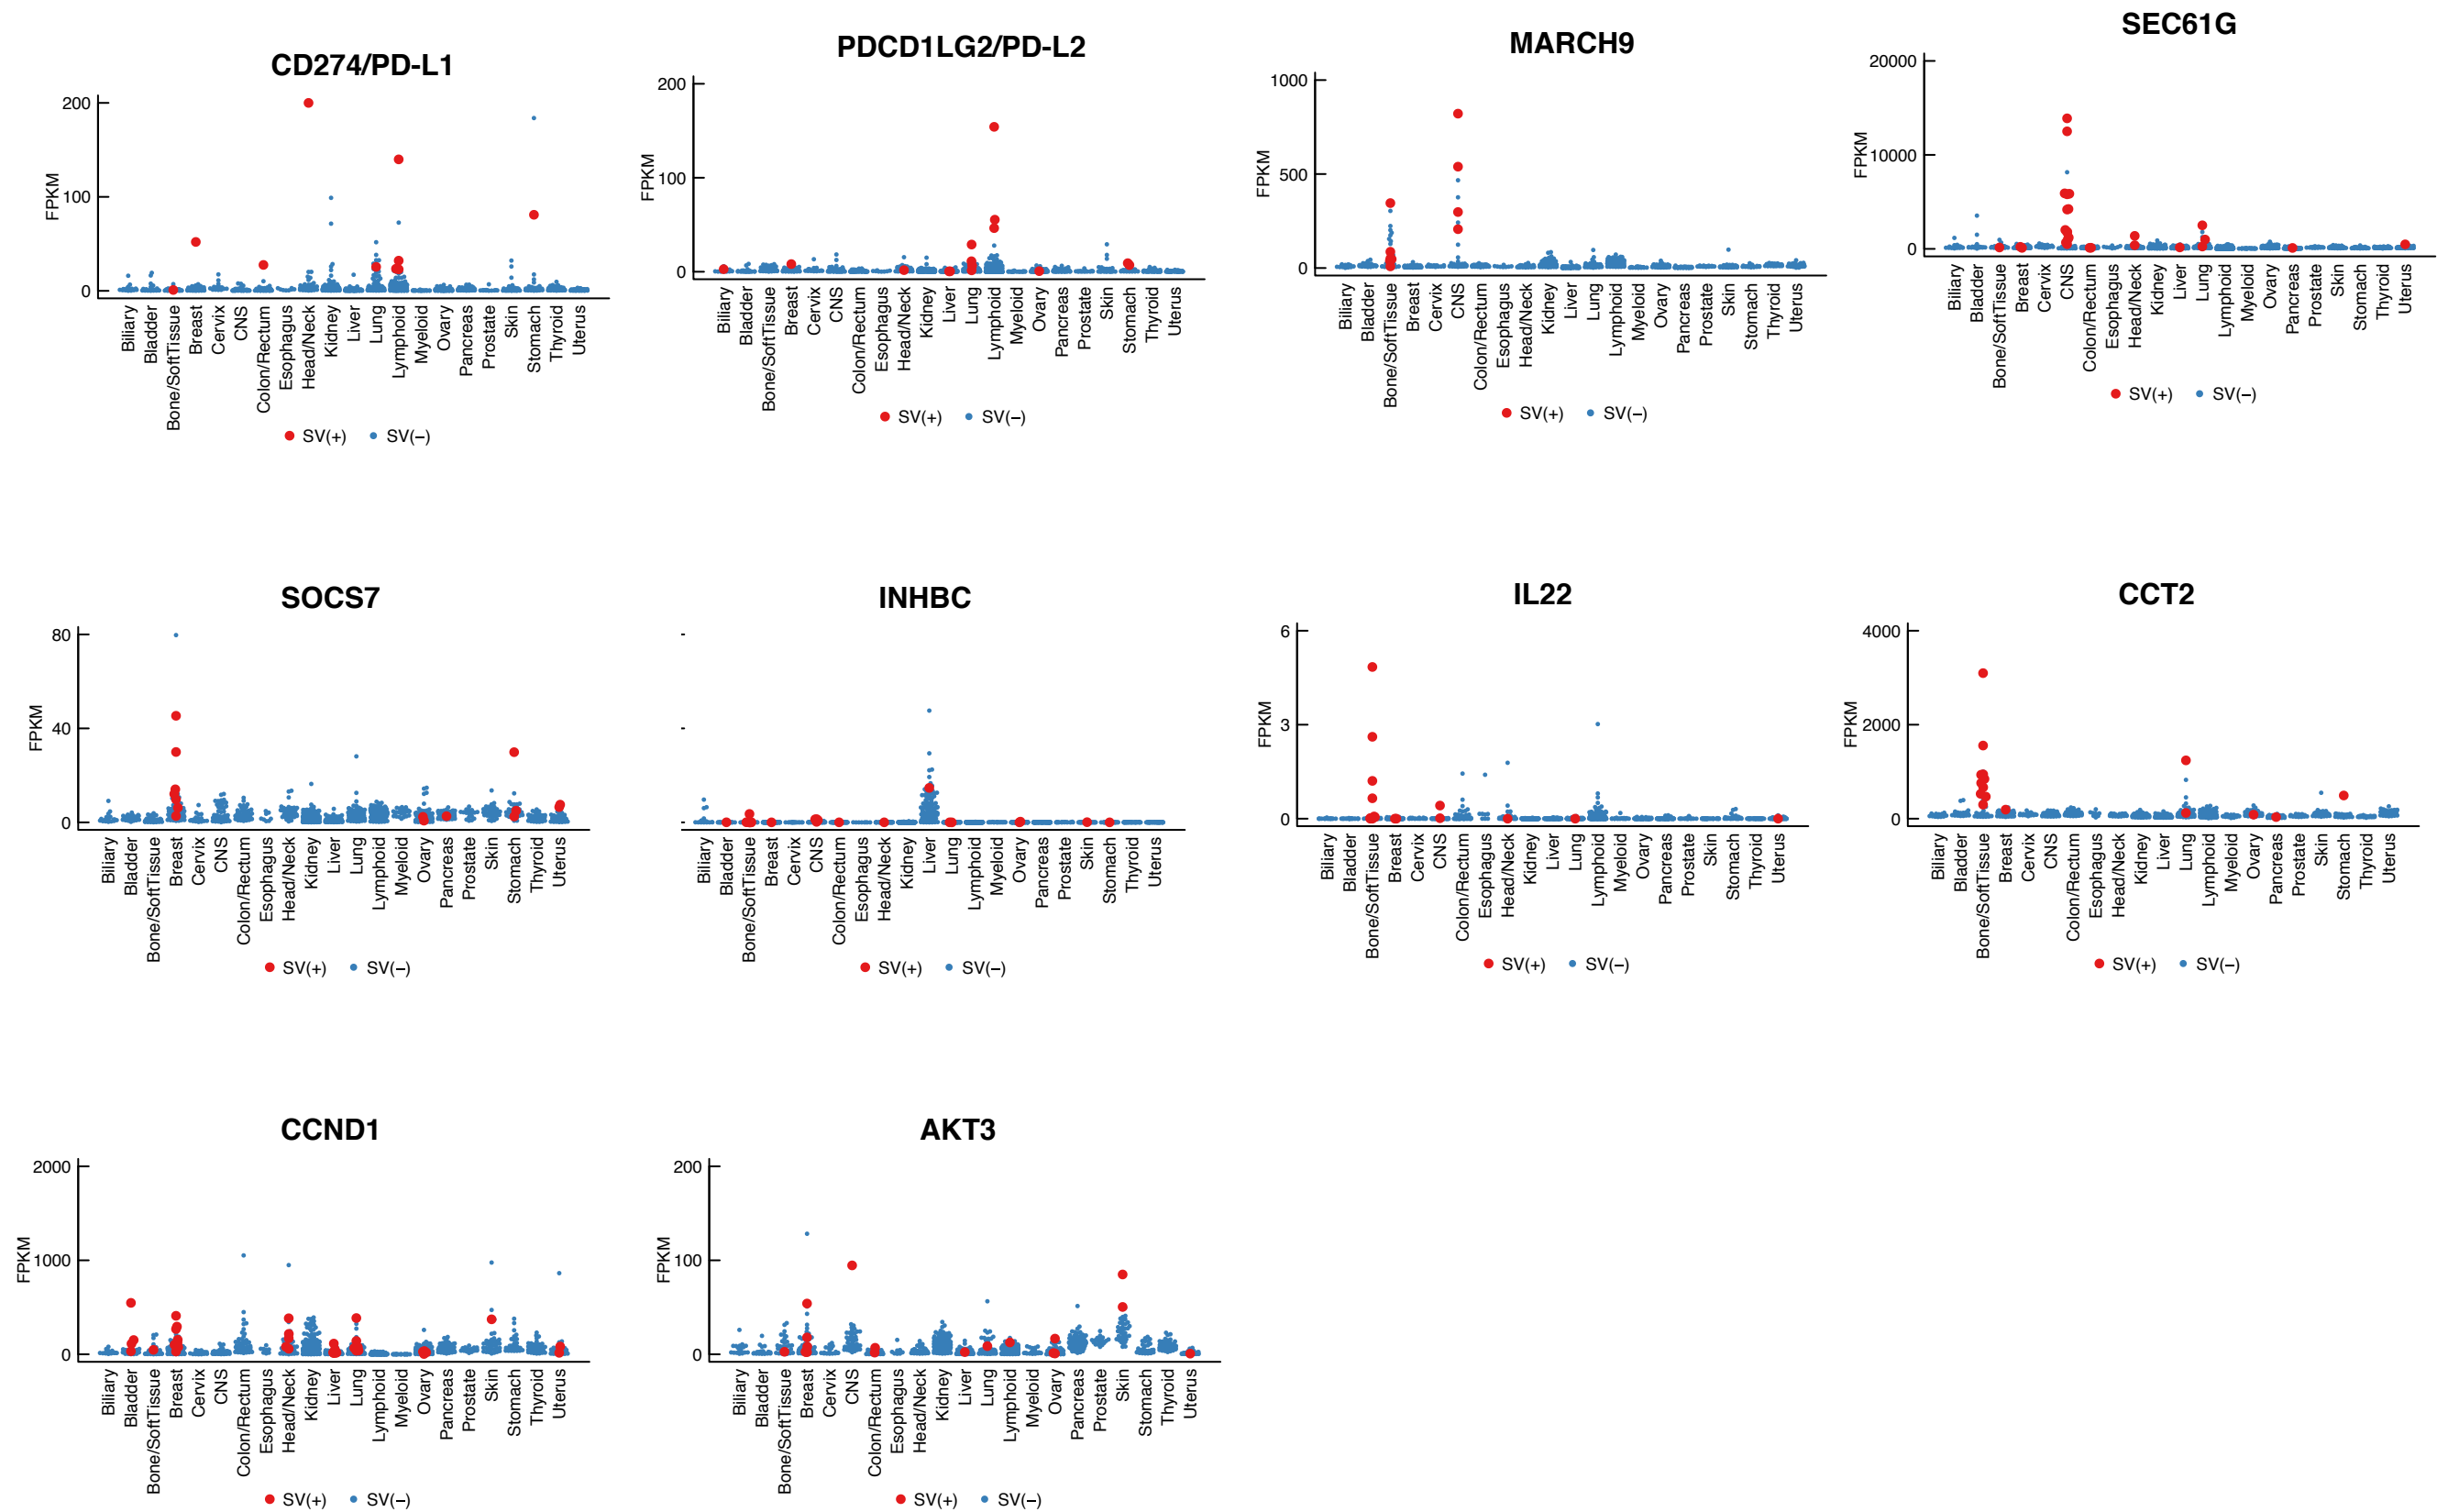 CD274/PD-L1
FPKM
200
100
0
Biliary
Bladder
Bone/SoftTissue
Breast
Cervix
CNS
Colon/Rectum
Esophagus
Head/Neck
Kidney
Liver
Lung
Lymphoid
Myeloid
Ovary
Pancreas
Prostate
Skin
Stomach
Thyroid
Uterus
SV(+) SV(–)
PDCD1LG2/PD-L2
FPKM
200
100
0
Biliary
Bladder
Bone/SoftTissue
Breast
Cervix
CNS
Colon/Rectum
Esophagus
Head/Neck
Kidney
Liver
Lung
Lymphoid
Myeloid
Ovary
Pancreas
Prostate
Skin
Stomach
Thyroid
Uterus
SV(+) SV(–)
MARCH9
FPKM
1000
500
0
Biliary
Bladder
Bone/SoftTissue
Breast
Cervix
CNS
Colon/Rectum
Esophagus
Head/Neck
Kidney
Liver
Lung
Lymphoid
Myeloid
Ovary
Pancreas
Prostate
Skin
Stomach
Thyroid
Uterus
SV(+) SV(–)
SEC61G
FPKM
20000
10000
0
Biliary
Bladder
Bone/SoftTissue
Breast
Cervix
CNS
Colon/Rectum
Esophagus
Head/Neck
Kidney
Liver
Lung
Lymphoid
Myeloid
Ovary
Pancreas
Prostate
Skin
Stomach
Thyroid
Uterus
SV(+) SV(–)
SOCS7
FPKM
80
40
0
Biliary
Bladder
Bone/SoftTissue
Breast
Cervix
CNS
Colon/Rectum
Esophagus
Head/Neck
Kidney
Liver
Lung
Lymphoid
Myeloid
Ovary
Pancreas
Prostate
Skin
Stomach
Thyroid
Uterus
SV(+) SV(–)
INHBC
Biliary
Bladder
Bone/SoftTissue
Breast
Cervix
CNS
Colon/Rectum
Esophagus
Head/Neck
Kidney
Liver
Lung
Lymphoid
Myeloid
Ovary
Pancreas
Prostate
Skin
Stomach
Thyroid
Uterus
SV(+) SV(–)
IL22
FPKM
6
3
0
Biliary
Bladder
Bone/SoftTissue
Breast
Cervix
CNS
Colon/Rectum
Esophagus
Head/Neck
Kidney
Liver
Lung
Lymphoid
Myeloid
Ovary
Pancreas
Prostate
Skin
Stomach
Thyroid
Uterus
SV(+) SV(–)
CCT2
FPKM
4000
2000
0
Biliary
Bladder
Bone/SoftTissue
Breast
Cervix
CNS
Colon/Rectum
Esophagus
Head/Neck
Kidney
Liver
Lung
Lymphoid
Myeloid
Ovary
Pancreas
Prostate
Skin
Stomach
Thyroid
Uterus
SV(+) SV(–)
CCND1
FPKM
2000
1000
0
Biliary
Bladder
Bone/SoftTissue
Breast
Cervix
CNS
Colon/Rectum
Esophagus
Head/Neck
Kidney
Liver
Lung
Lymphoid
Myeloid
Ovary
Pancreas
Prostate
Skin
Stomach
Thyroid
Uterus
SV(+) SV(–)
AKT3
FPKM
200
100
0
Biliary
Bladder
Bone/SoftTissue
Breast
Cervix
CNS
Colon/Rectum
Esophagus
Head/Neck
Kidney
Liver
Lung
Lymphoid
Myeloid
Ovary
Pancreas
Prostate
Skin
Stomach
Thyroid
Uterus
SV(+) SV(–)